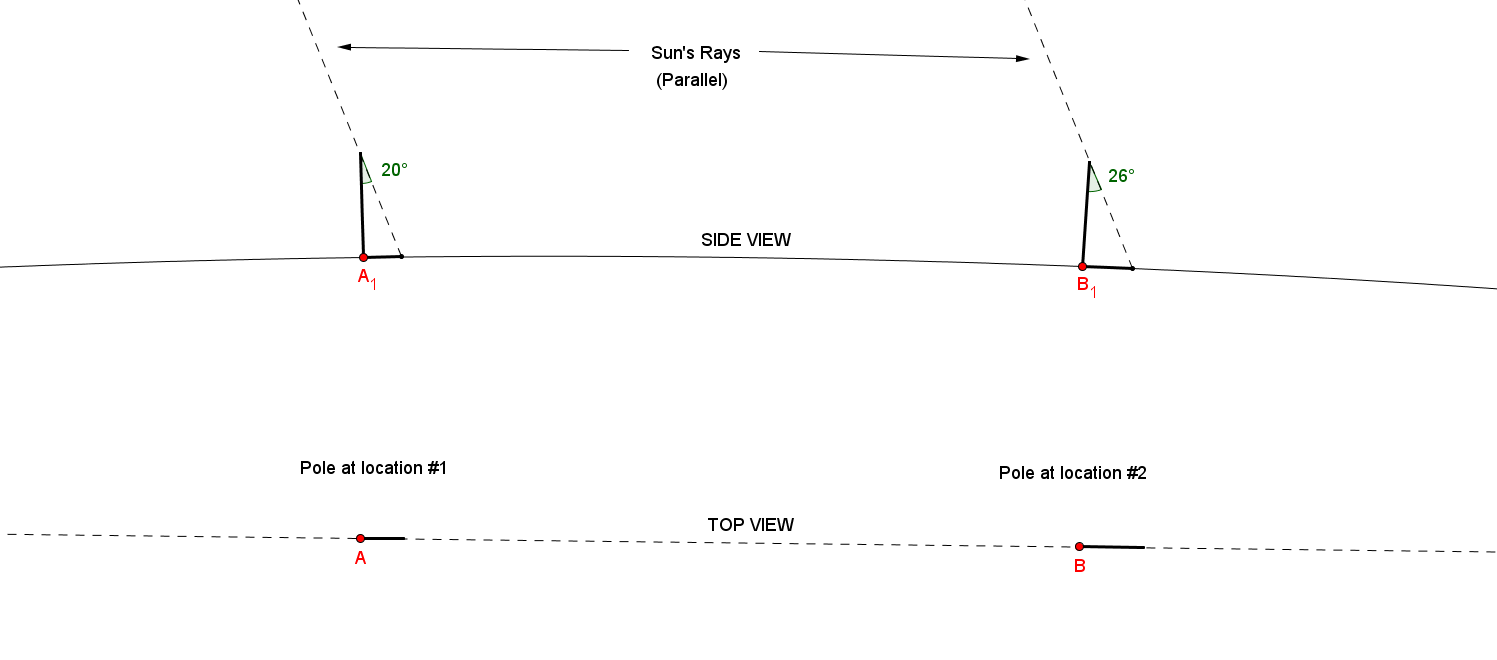 Sun's Rays
(Parallel)
20°
26°
SIDE VIEW
A1
B1
Pole at location #1
Pole at location #2
TOP VIEW
A
B